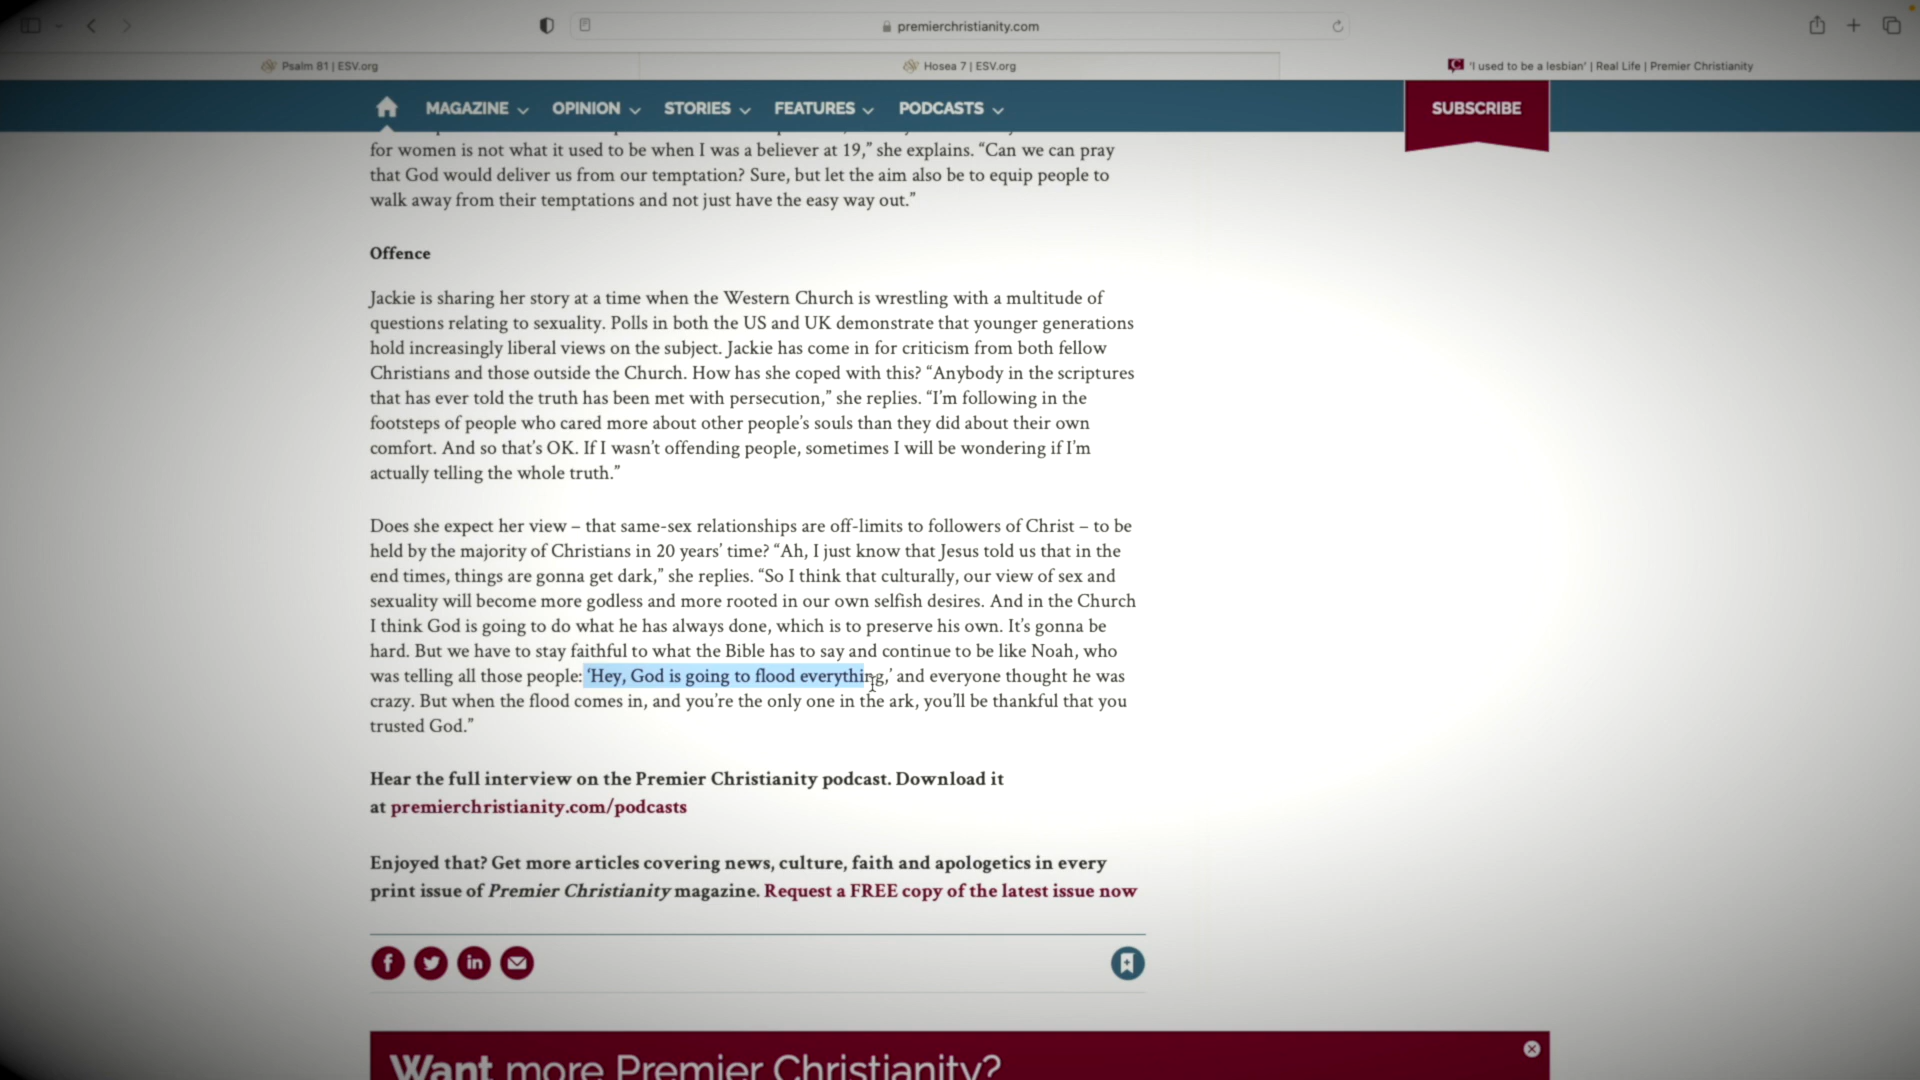 premierchristianity.com
Psalm 81 | ESV.org
Hosea 7 | ESV.org
'I used to be a lesbian' | Real Life | Premier Christianity
MAGAZINE
OPINION
STORIES
FEATURES
PODCASTS
SUBSCRIBE
for women is not what it used to be when I was a believer at 19,” she explains. “Can we can pray
that God would deliver us from our temptation? Sure, but let the aim also be to equip people to
walk away from their temptations and not just have the easy way out.”
Offence
Jackie is sharing her story at a time when the Western Church is wrestling with a multitude of
questions relating to sexuality. Polls in both the US and UK demonstrate that younger generations
hold increasingly liberal views on the subject. Jackie has come in for criticism from both fellow
Christians and those outside the Church. How has she coped with this? “Anybody in the scriptures
that has ever told the truth has been met with persecution,” she replies. “I’m following in the
footsteps of people who cared more about other people’s souls than they did about their own
comfort. And so that’s OK. If I wasn’t offending people, sometimes I will be wondering if I’m
actually telling the whole truth.”
Does she expect her view – that same-sex relationships are off-limits to followers of Christ – to be
held by the majority of Christians in 20 years’ time? “Ah, I just know that Jesus told us that in the
end times, things are gonna get dark,” she replies. “So I think that culturally, our view of sex and
sexuality will become more godless and more rooted in our own selfish desires. And in the Church
I think God is going to do what he has always done, which is to preserve his own. It’s gonna be
hard. But we have to stay faithful to what the Bible has to say and continue to be like Noah, who
was telling all those people: ‘Hey, God is going to flood everything,’ and everyone thought he was
crazy. But when the flood comes in, and you’re the only one in the ark, you’ll be thankful that you
trusted God.”
Hear the full interview on the Premier Christianity podcast. Download it
at premierchristianity.com/podcasts
Enjoyed that? Get more articles covering news, culture, faith and apologetics in every
print issue of Premier Christianity magazine. Request a FREE copy of the latest issue now
Want more Premier Christianity?